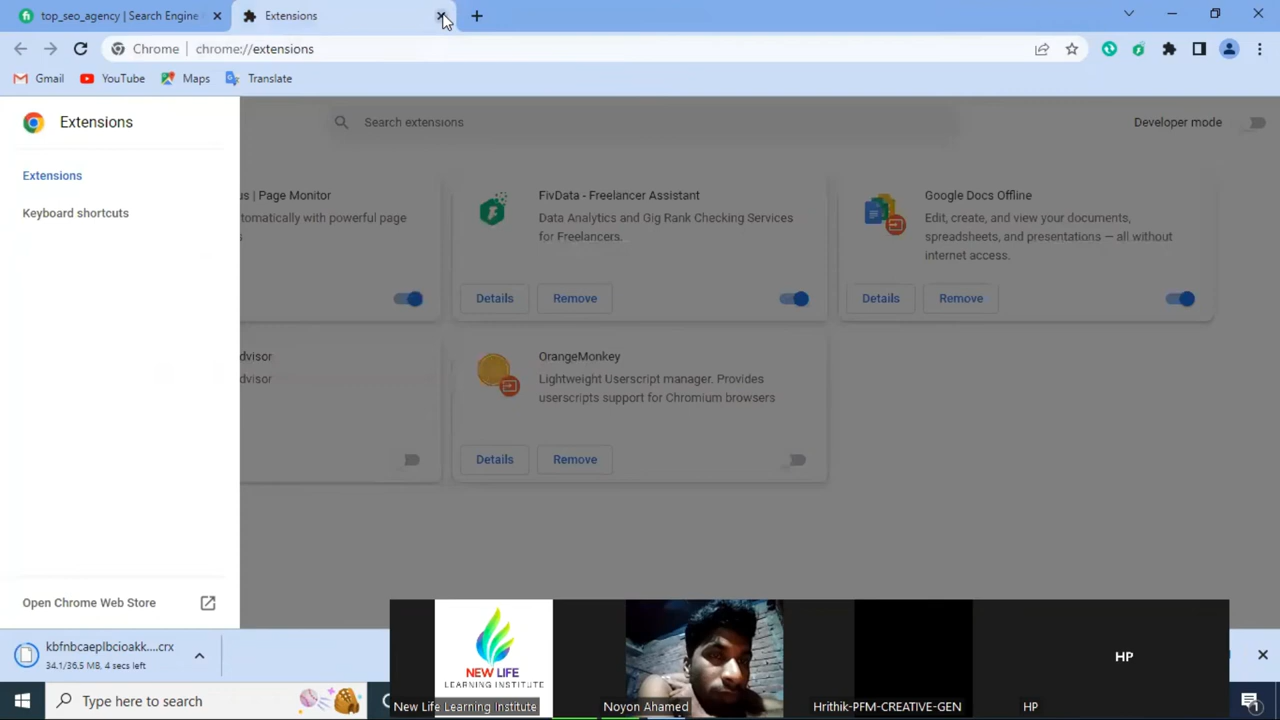 top_seo_agency | Search Engine
Extensions
Chrome
chrome://extensions
Gmail
YouTube
Maps
Translate
Extensions
Search extensions
Developer mode
Extensions
Keyboard shortcuts
us | Page Monitor
tomatically with powerful page
s
FivData - Freelancer Assistant
Data Analytics and Gig Rank Checking Services
for Freelancers.
Details
Remove
Google Docs Offline
Edit, create, and view your documents,
spreadsheets, and presentations — all without
internet access.
Details
Remove
dvisor
dvisor
OrangeMonkey
Lightweight Userscript manager. Provides
userscripts support for Chromium browsers
Details
Remove
Open Chrome Web Store
kbfnbcaeplbcioakk....crx
34.1/36.5 MB, 4 secs left
NEW LIFE
LEARNING INSTITUTE
New Life Learning Institute
Noyon Ahamed
Hrithik-PFM-CREATIVE-GEN
HP
HP
Type here to search
1